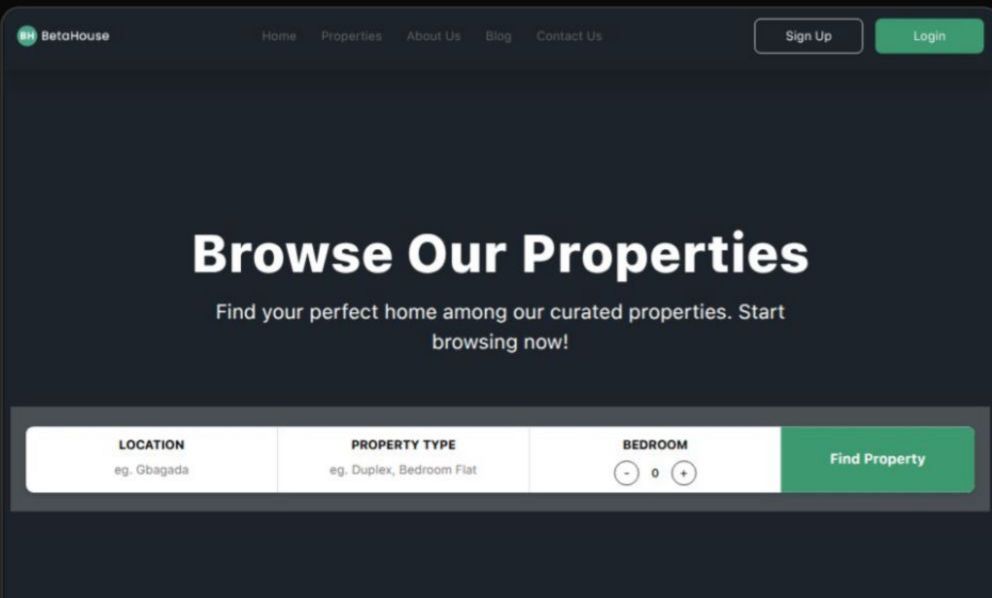 BH BetaHouse
Home Properties About Us Blog Contact Us
Sign Up
Login
Browse Our Properties
Find your perfect home among our curated properties. Start
browsing now!
LOCATION
eg. Gbagada
PROPERTY TYPE
eg. Duplex, Bedroom Flat
BEDROOM
- 0 +
Find Property